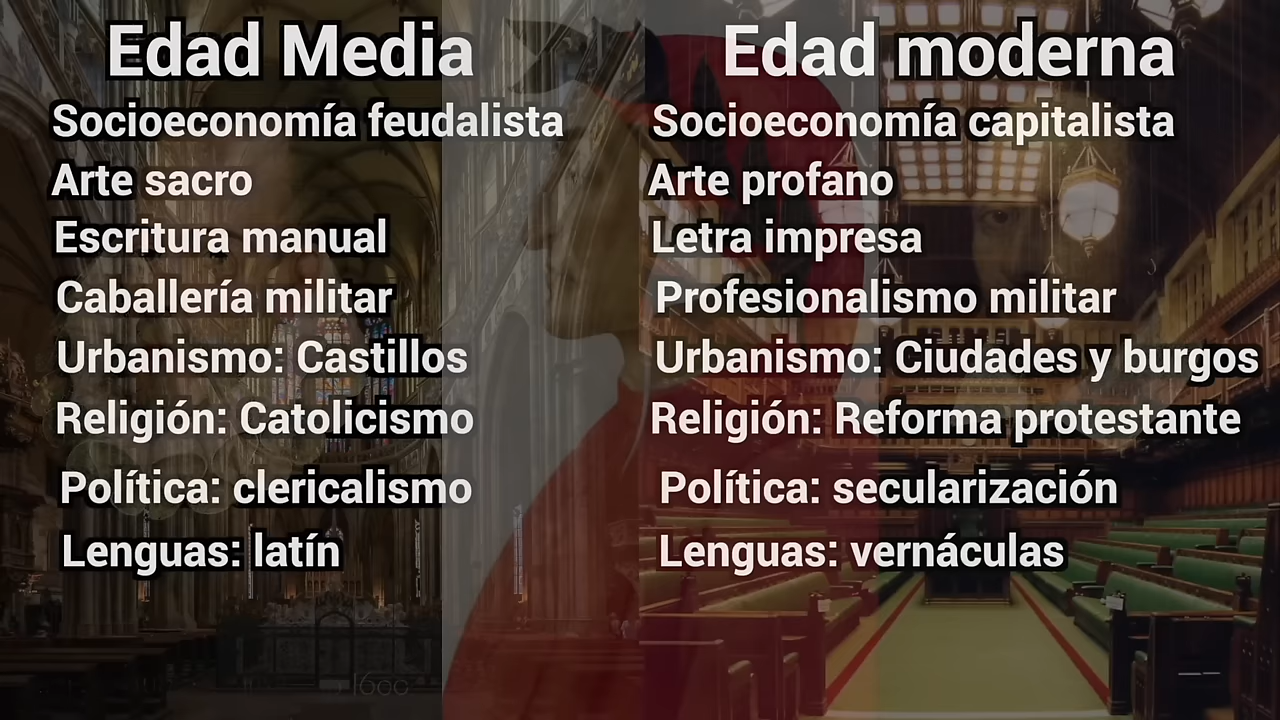 Edad Media
Socioeconomía feudalista
Arte sacro
Escritura manual
Caballería militar
Urbanismo: Castillos
Religión: Catolicismo
Política: clericalismo
Lenguas: latín
Edad moderna
Socioeconomía capitalista
Arte profano
Letra impresa
Profesionalismo militar
Urbanismo: Ciudades y burgos
Religión: Reforma protestante
Política: secularización
Lenguas: vernáculas